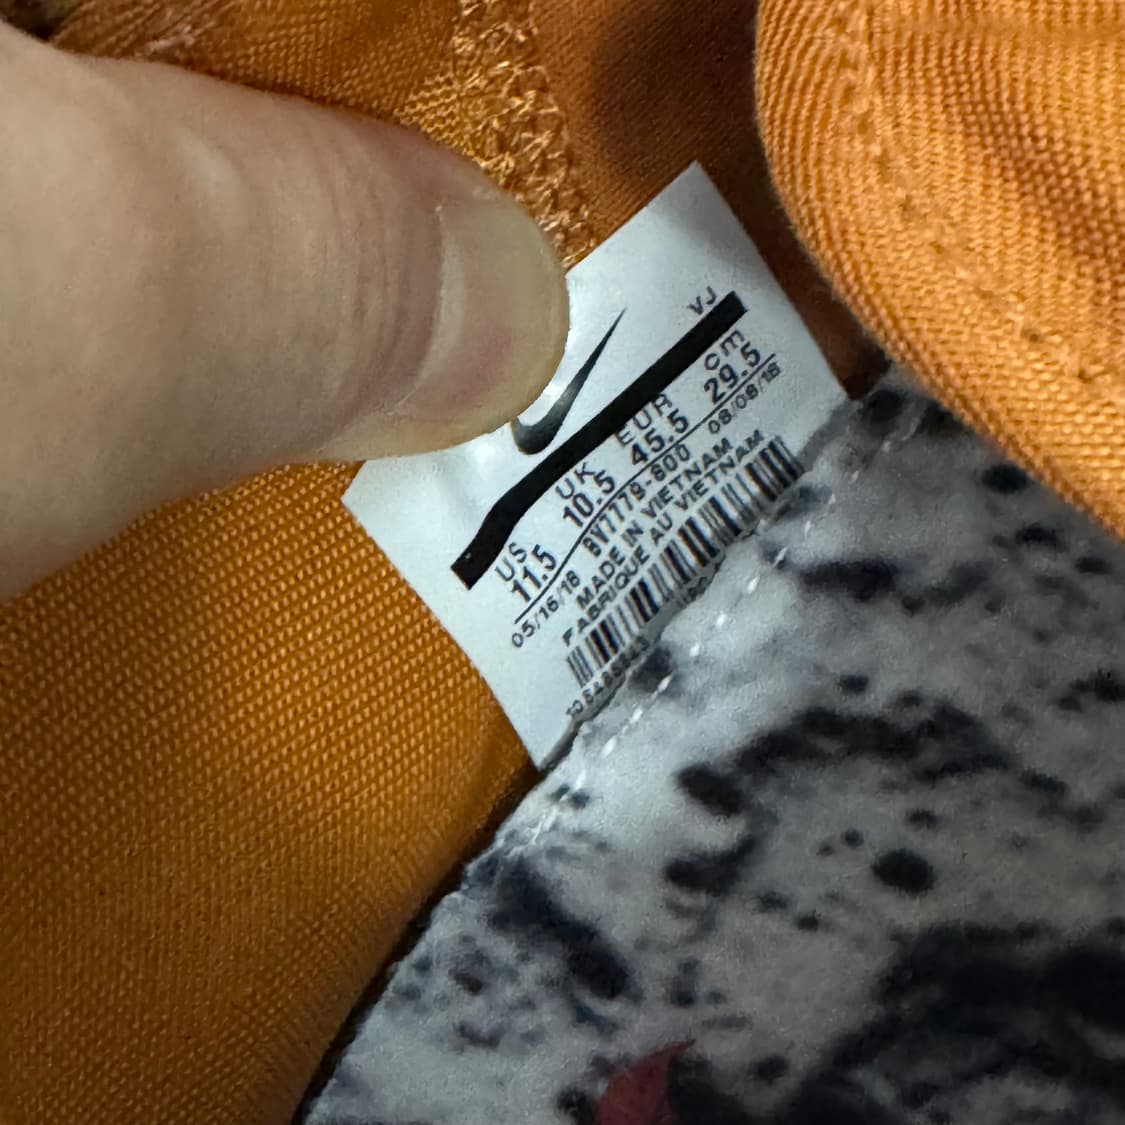 VJ
US UK EUR cm
11.5 10.5 45.5 29.5
05/16/18 BV7779-800 08/08/18
MADE IN VIETNAM
FABRIQUE AU VIETNAM